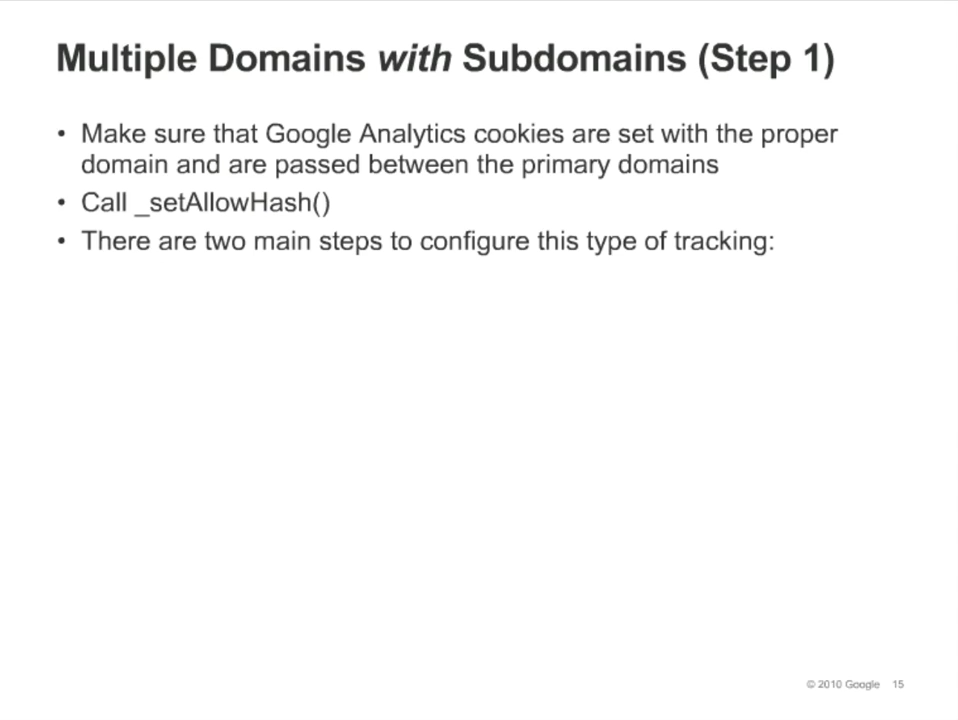 Multiple Domains with Subdomains (Step 1)
• Make sure that Google Analytics cookies are set with the proper
domain and are passed between the primary domains
• Call _setAllowHash()
• There are two main steps to configure this type of tracking:
© 2010 Google 15